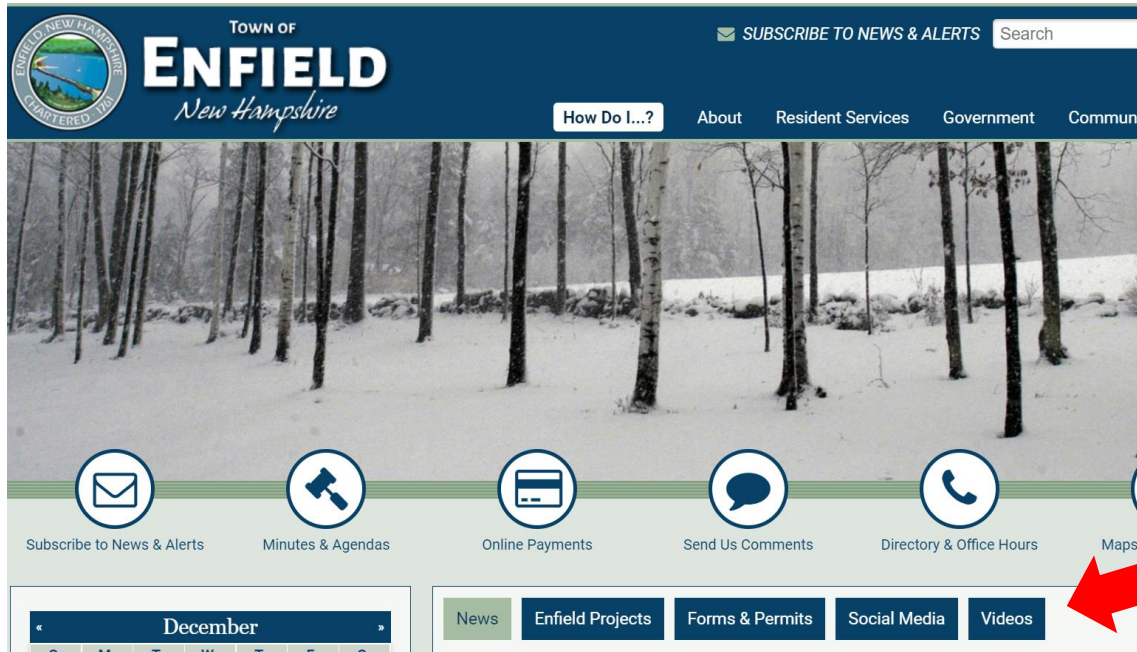 ENFIELD, NEW HAMPSHIRE
CHARTERED - 1761
TOWN OF
ENFIELD
New Hampshire
SUBSCRIBE TO NEWS & ALERTS
Search
How Do I...? About Resident Services Government Commun
Subscribe to News & Alerts Minutes & Agendas Online Payments Send Us Comments Directory & Office Hours Maps
« December »
News Enfield Projects Forms & Permits Social Media Videos